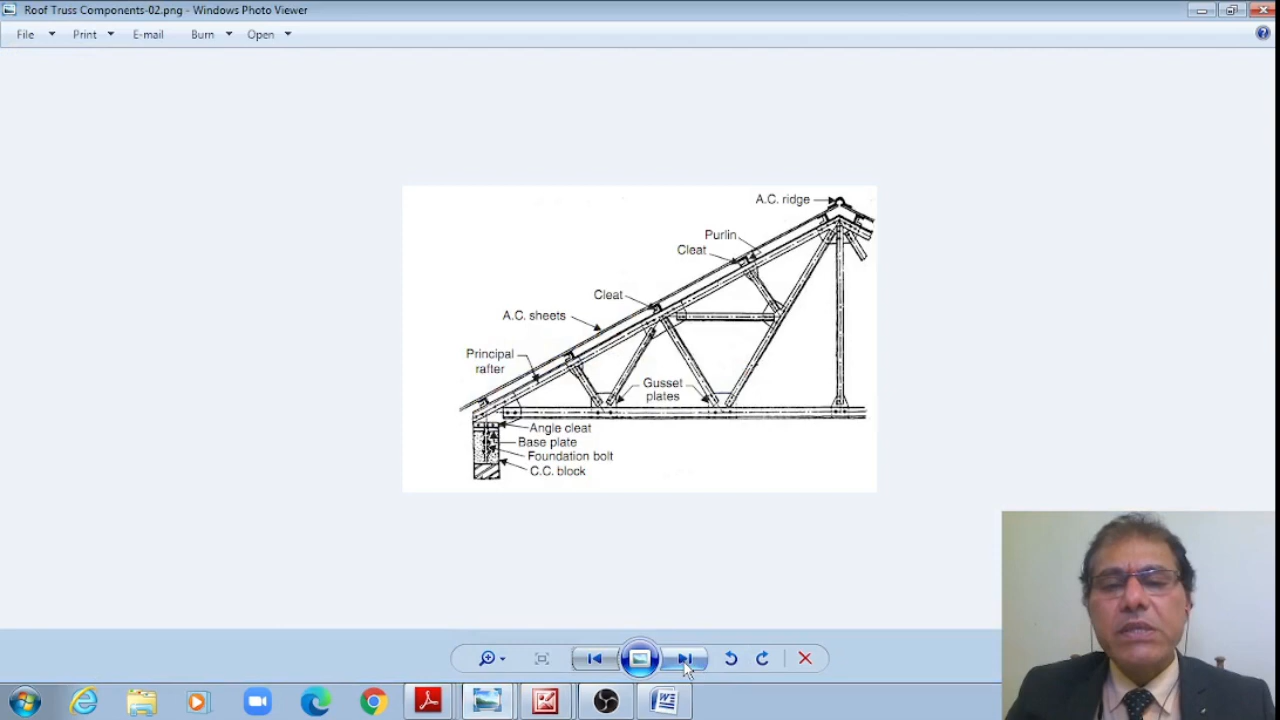 Roof Truss Components-02.png - Windows Photo Viewer
File Print E-mail Burn Open
A.C. ridge
Purlin
Cleat
Cleat
A.C. sheets
Principal
rafter
Gusset
plates
Angle cleat
Base plate
Foundation bolt
C.C. block